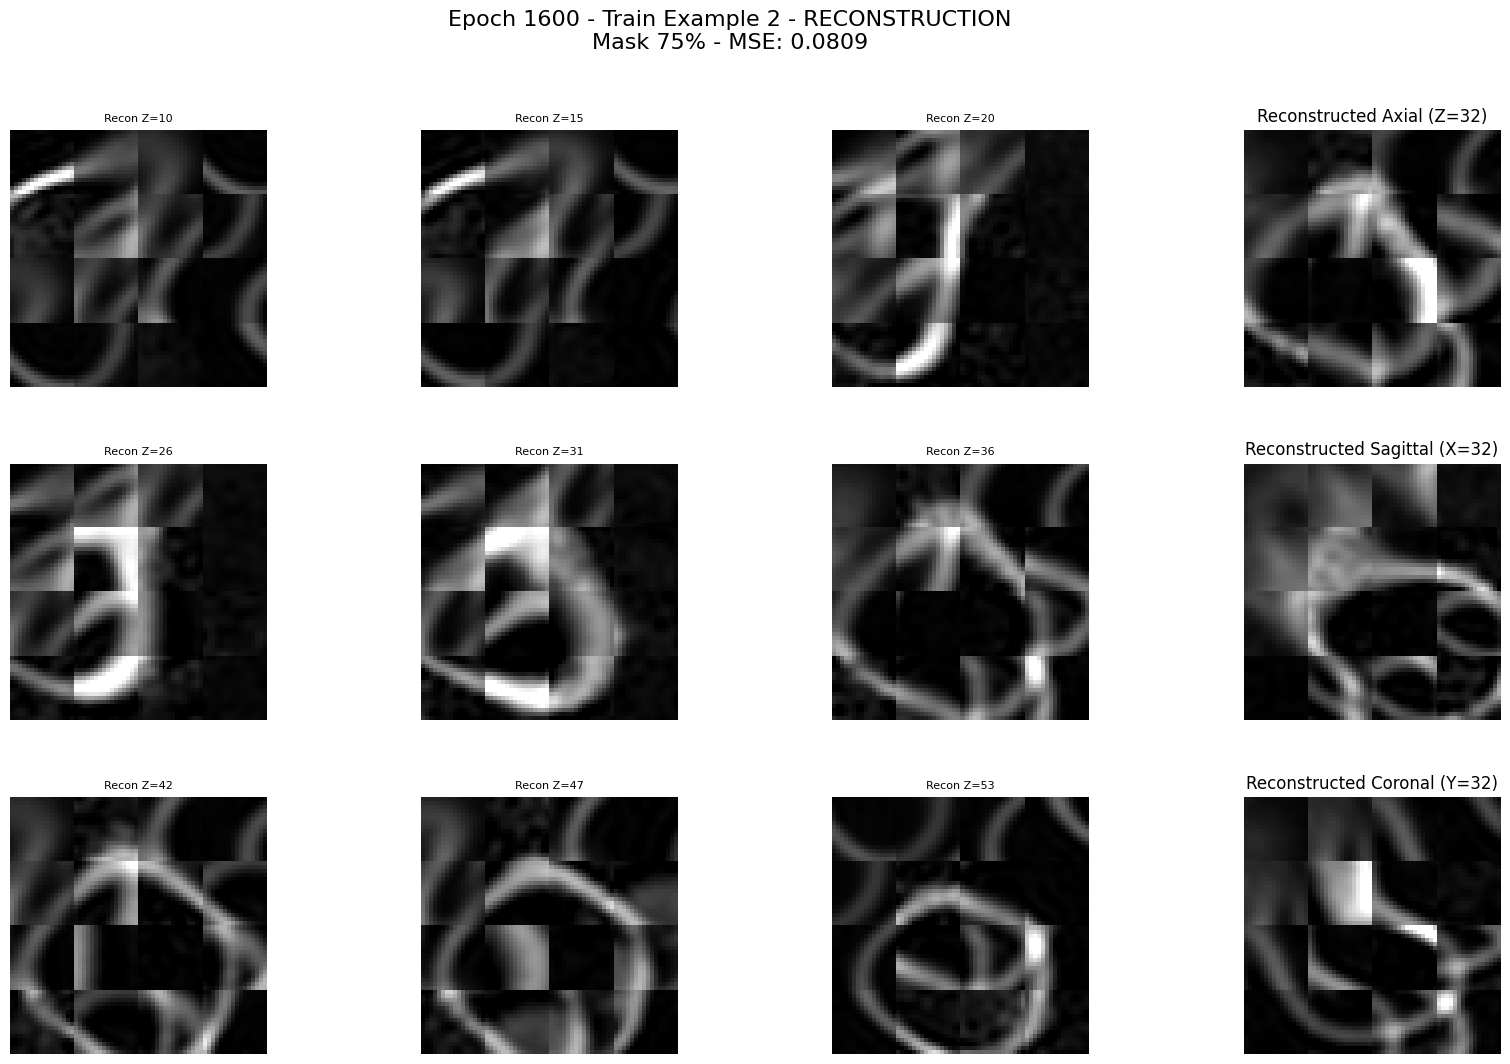 Epoch 1600 - Train Example 2 - RECONSTRUCTION
Mask 75% - MSE: 0.0809
Recon Z=10
Recon Z=15
Recon Z=20
Reconstructed Axial (Z=32)
Recon Z=26
Recon Z=31
Recon Z=36
Reconstructed Sagittal (X=32)
Recon Z=42
Recon Z=47
Recon Z=53
Reconstructed Coronal (Y=32)